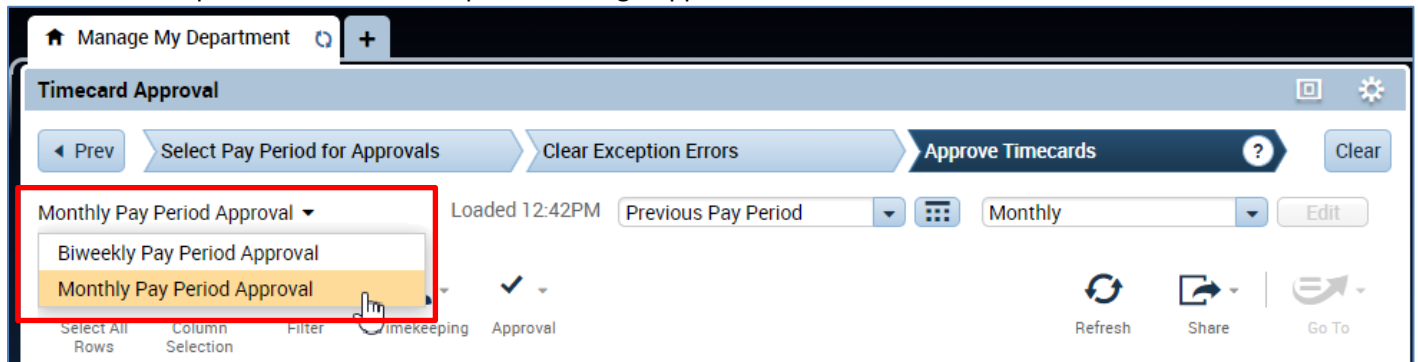 Manage My Department
Timecard Approval
Prev Select Pay Period for Approvals Clear Exception Errors Approve Timecards ? Clear
Monthly Pay Period Approval Loaded 12:42PM Previous Pay Period Monthly Edit
Biweekly Pay Period Approval
Monthly Pay Period Approval
Select All Rows
Column Selection
Filter
Approval
Refresh
Share
Go To